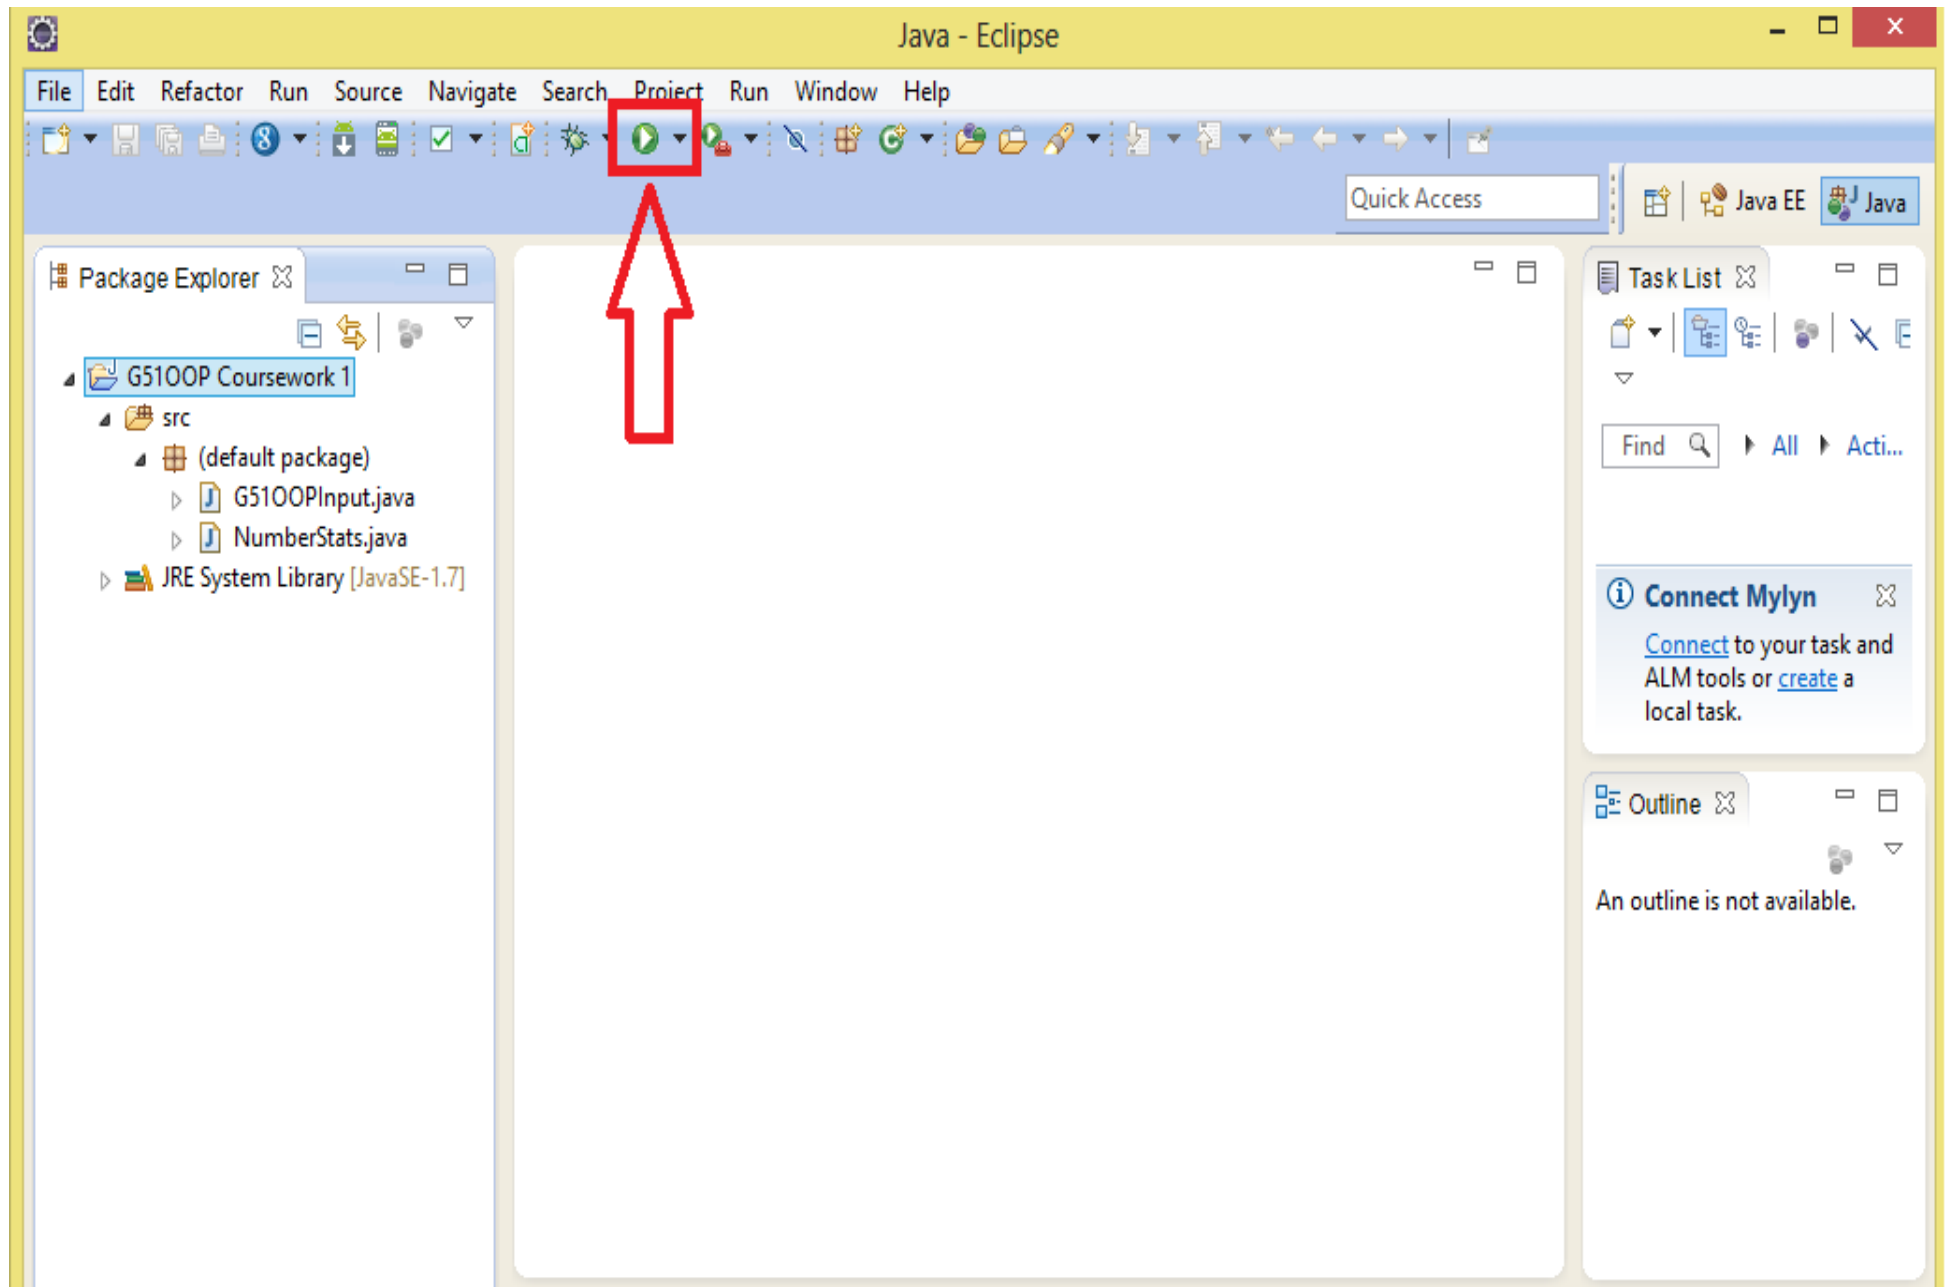 Java - Eclipse
File Edit Refactor Run Source Navigate Search Project Run Window Help
Quick Access
Java EE
Java
Package Explorer
G51OOP Coursework 1
src
(default package)
G51OOPInput.java
NumberStats.java
JRE System Library [JavaSE-1.7]
Task List
Find
All
Acti...
Connect Mylyn
Connect to your task and
ALM tools or create a
local task.
Outline
An outline is not available.